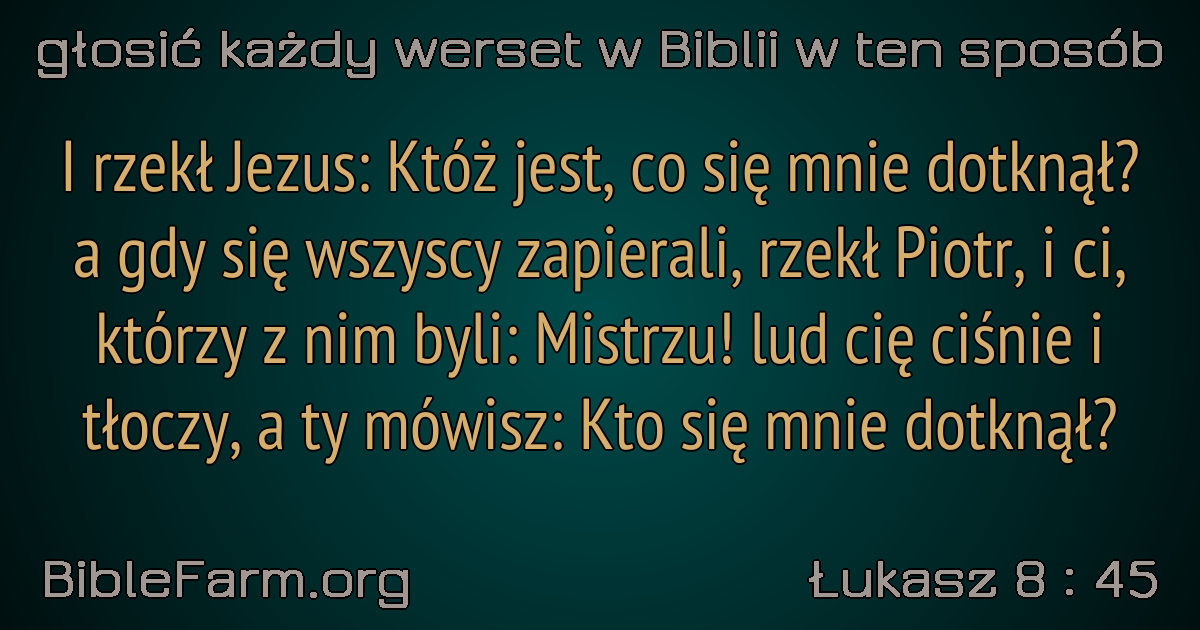 głosić każdy werset w Biblii w ten sposób
I rzekł Jezus: Któż jest, co się mnie dotknął?
a gdy się wszyscy zapierali, rzekł Piotr, i ci,
którzy z nim byli: Mistrzu! lud cię ciśnie i
tłoczy, a ty mówisz: Kto się mnie dotknął?
BibleFarm.org
Łukasz 8 : 45